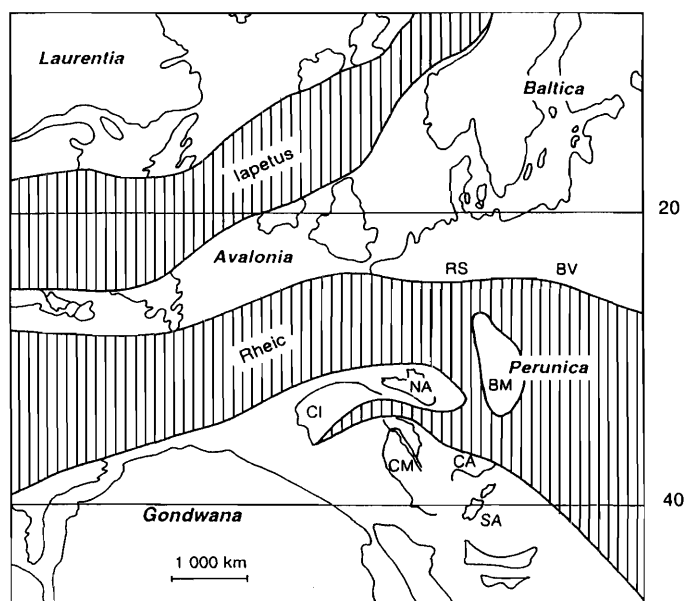 Laurentia
Baltica
Iapetus
20
Avalonia
RS
BV
Rheic
Perunica
NA
BM
CI
CM
CA
40
Gondwana
SA
1 000 km